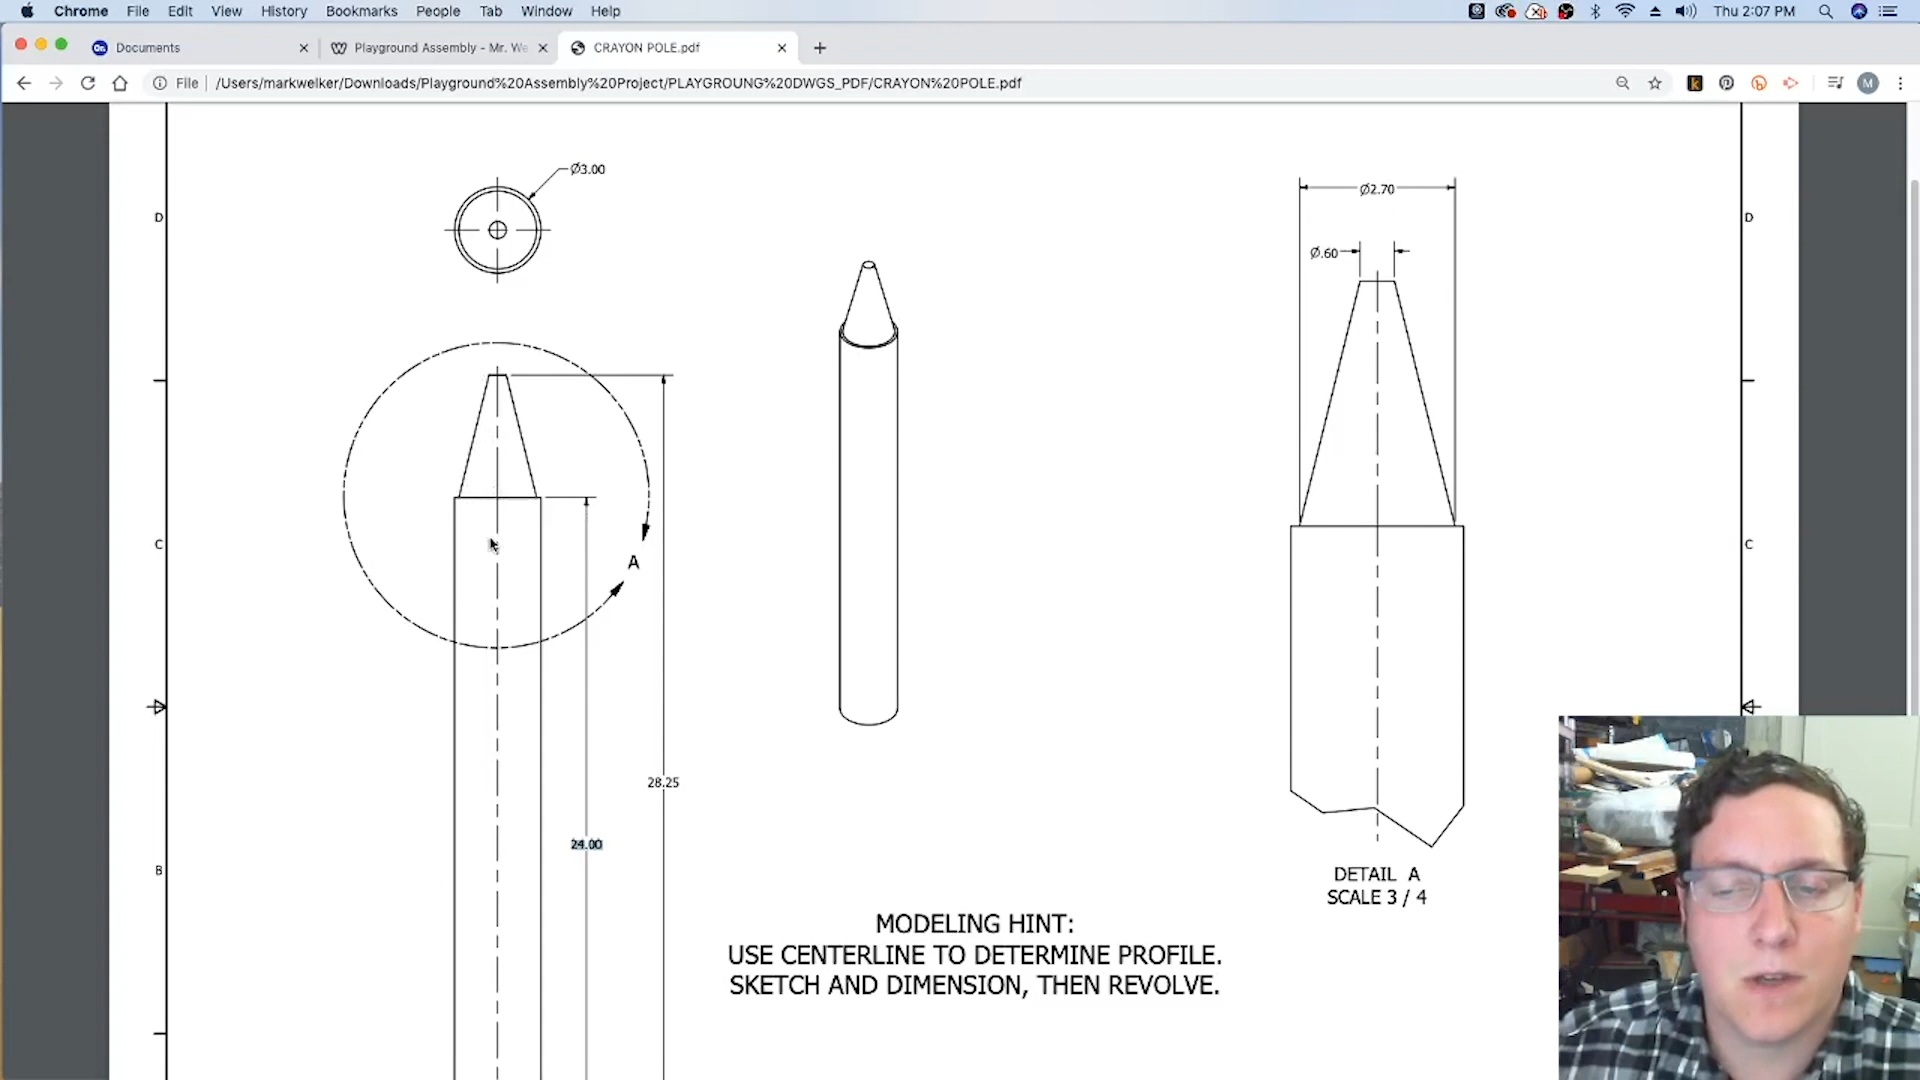 Chrome File Edit View History Bookmarks People Tab Window Help Thu 2:07 PM
Documents Playground Assembly - Mr. We CRAYON POLE.pdf
File /Users/markwelker/Downloads/Playground%20Assembly%20Project/PLAYGROUNG%20DWGS_PDF/CRAYON%20POLE.pdf M
Ø3.00
Ø2.70
D
D
Ø.60
C
C
A
28.25
24.00
B
DETAIL A
SCALE 3 / 4
MODELING HINT:
USE CENTERLINE TO DETERMINE PROFILE.
SKETCH AND DIMENSION, THEN REVOLVE.